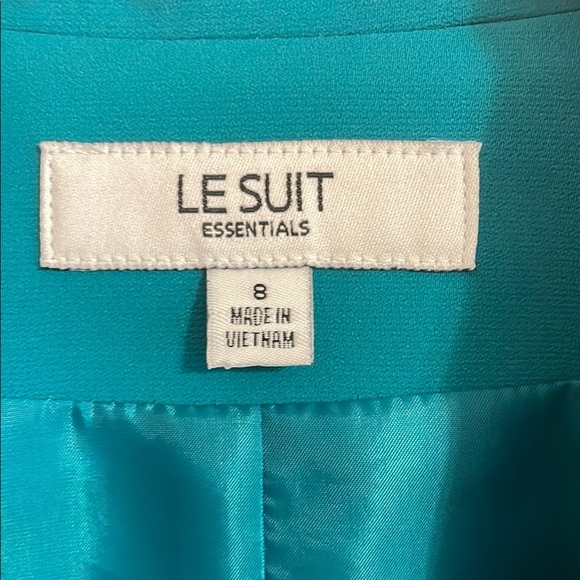 LE SUIT
ESSENTIALS
8
MADE IN
VIETNAM